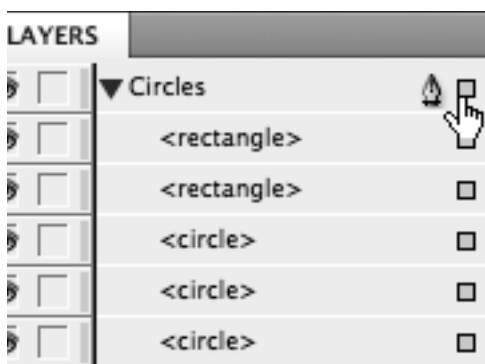 LAYERS
Circles
<rectangle>
<rectangle>
<circle>
<circle>
<circle>